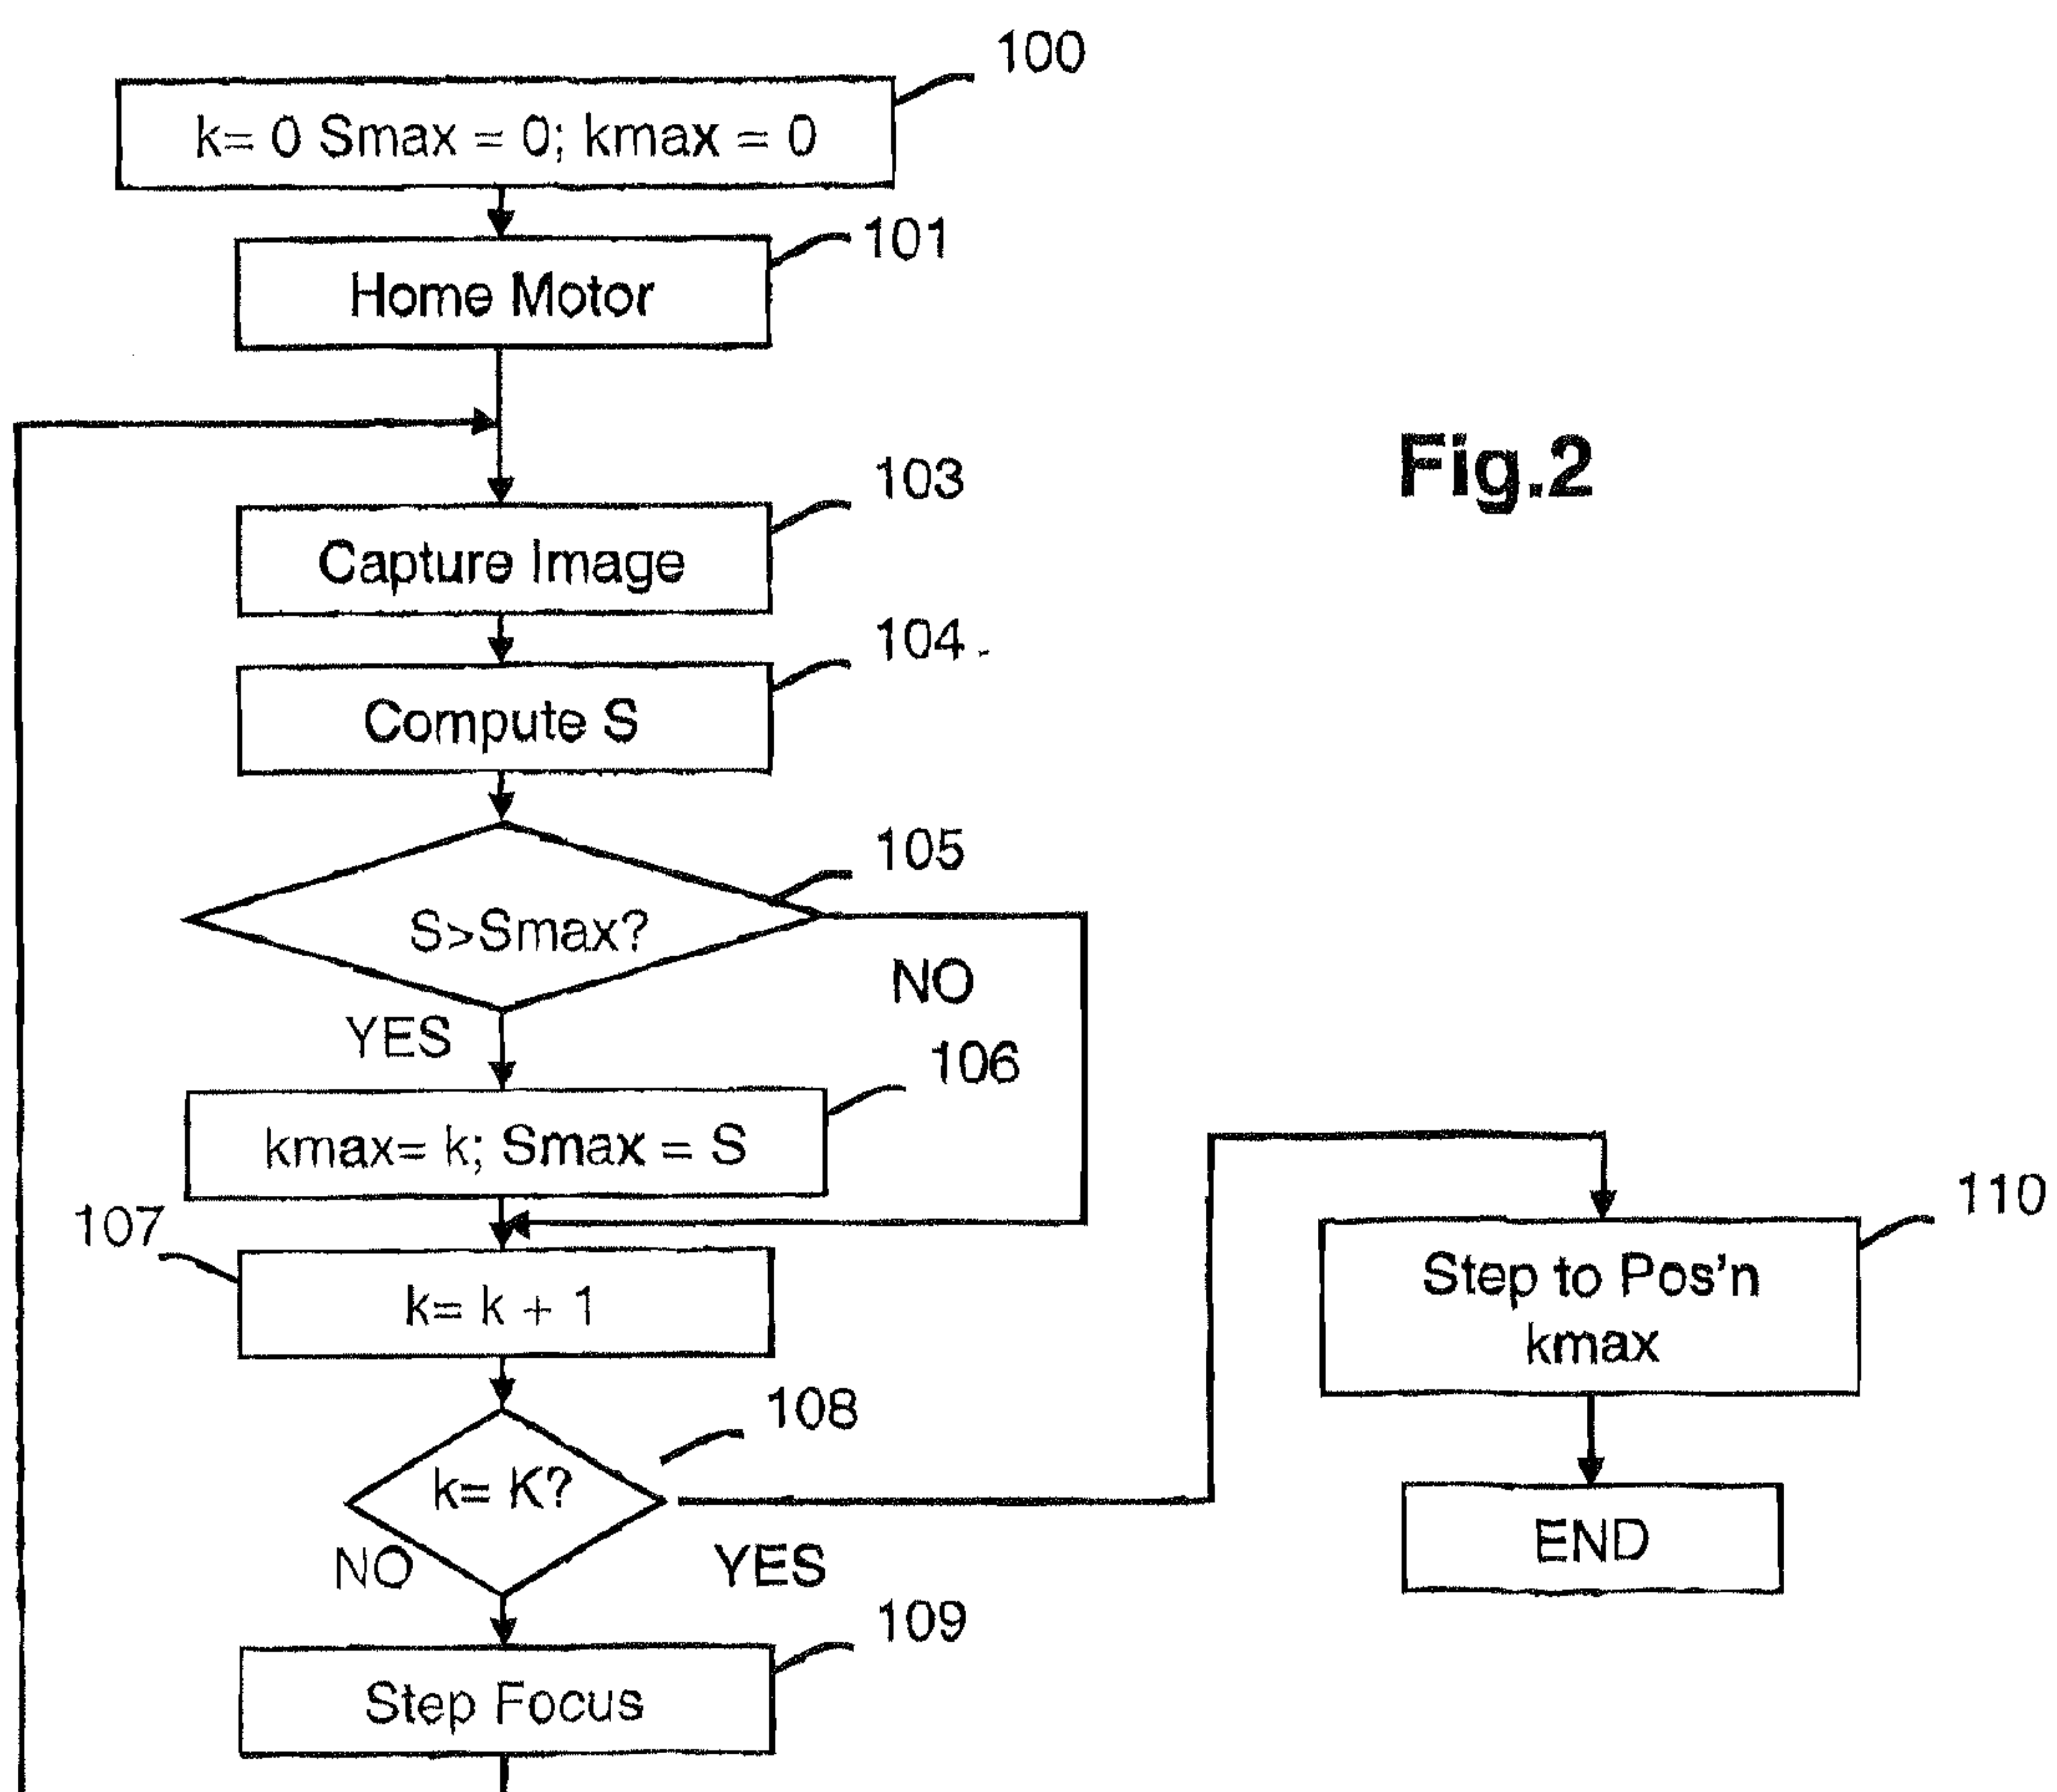 100
k= 0 Smax = 0; kmax = 0
101
Home Motor
Fig.2
103
Capture Image
104
Compute S
105
S>Smax?
NO
YES
106
kmax= k; Smax = S
107
k= k + 1
110
Step to Pos'n
kmax
108
k= K?
NO
YES
END
109
Step Focus